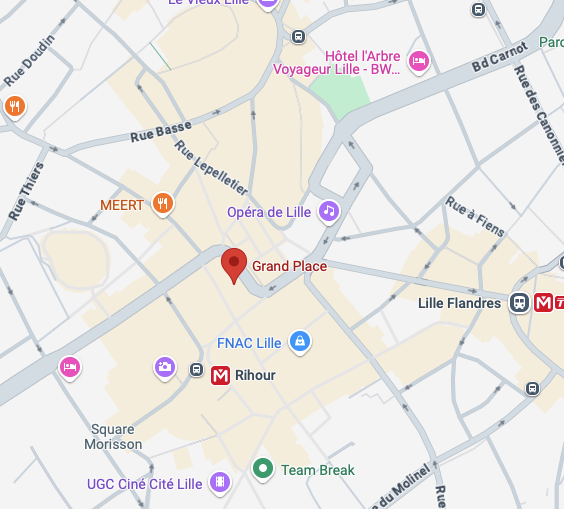 Le Vieux Lille
Hôtel l'Arbre
Voyageur Lille - BW...
Bd Carnot
Parc
Rue Doudin
Rue des Canonnier
Rue Basse
Rue Lepelletier
Rue Thiers
MEERT
Opéra de Lille
Rue à Fiens
Grand Place
Lille Flandres
M
FNAC Lille
M
Rihour
Square
Morisson
Team Break
UGC Ciné Cité Lille
e du Molinel
Rue